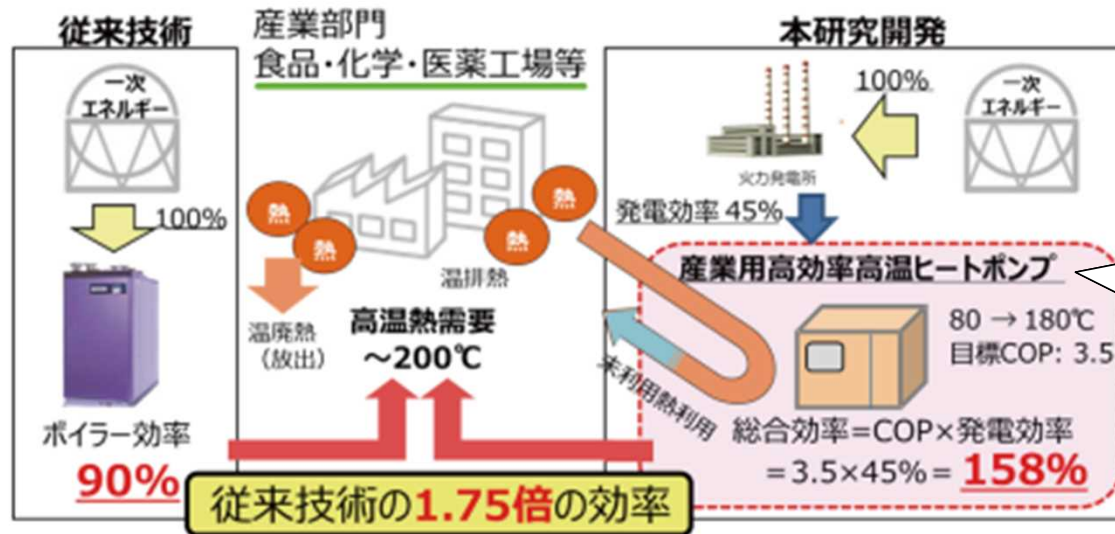 従来技術
一次
エネルギー
100%
ボイラー効率
90%
産業部門
食品・化学・医薬工場等
熱
熱
熱
熱
温排熱
温廃熱
（放出）
高温熱需要
～200℃
本研究開発
100%
一次
エネルギー
火力発電所
発電効率 45%
産業用高効率高温ヒートポンプ
80 → 180℃
目標COP: 3.5
未利用熱利用
総合効率＝COP×発電効率
＝3.5×45%＝ 158%
従来技術の1.75倍の効率